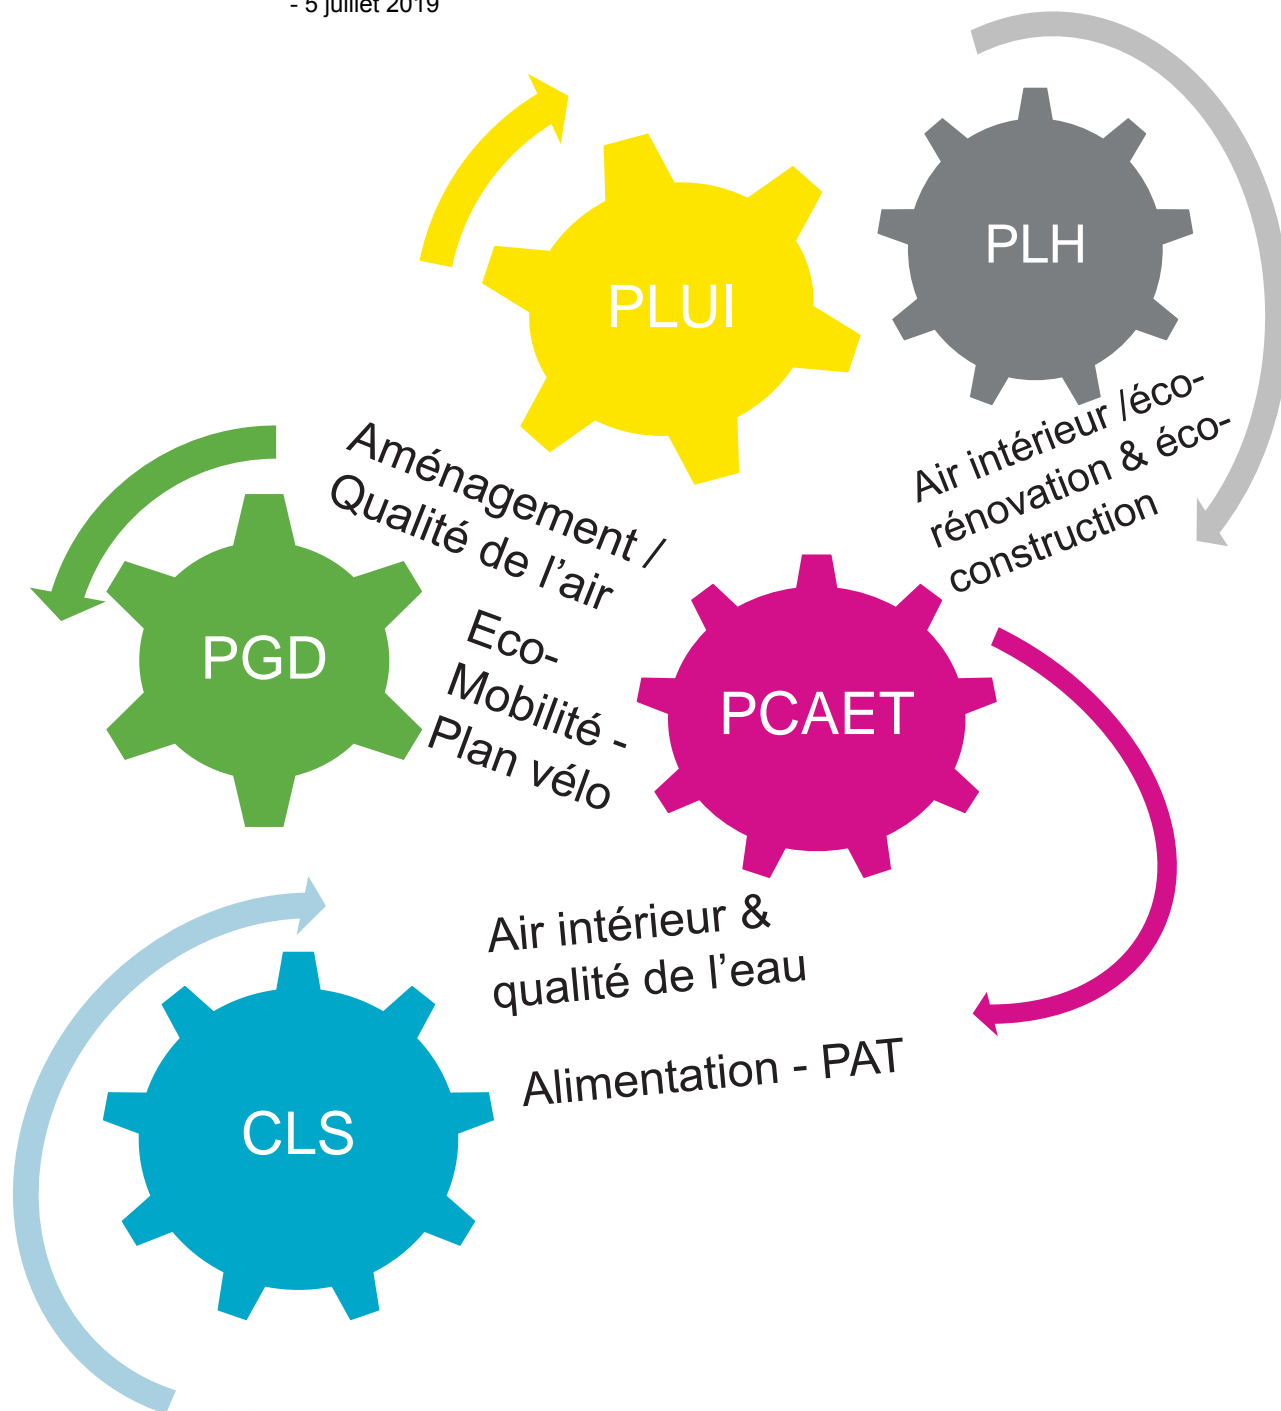 - 5 juillet 2019
PLH
PLUI
Air intérieur /éco-
rénovation & éco-
construction
Aménagement /
Qualité de l’air
PGD
Eco-
Mobilité -
Plan vélo
PCAET
Air intérieur &
qualité de l’eau
Alimentation - PAT
CLS